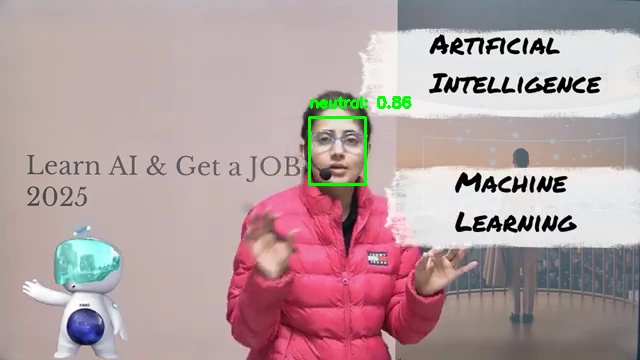 Artificial
Intelligence
neutral: 0.86
Learn AI & Get a JOB
2025
Machine
Learning